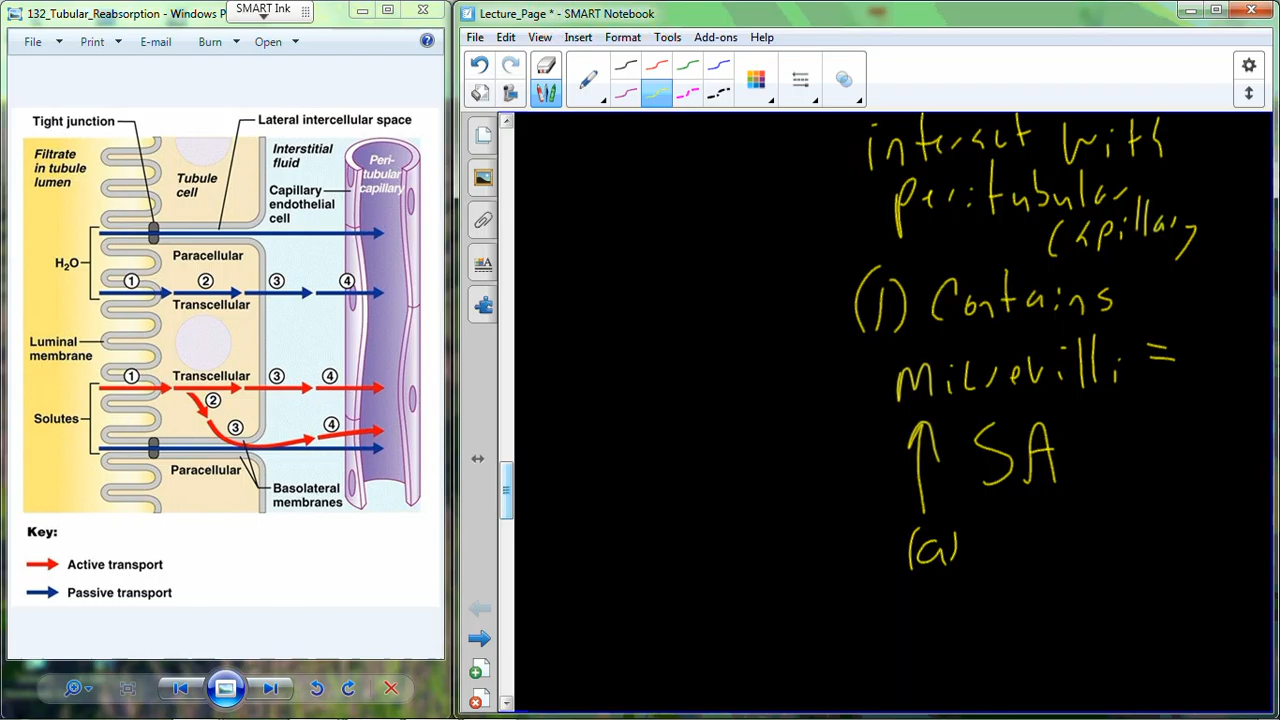 132_Tubular_Reabsorption - Windows P
SMART Ink
File Print E-mail Burn Open
Tight junction
Lateral intercellular space
Filtrate
in tubule
lumen
Tubule
cell
Interstitial
fluid
Peri-
tubular
capillary
Capillary
endothelial
cell
Paracellular
H2O
1 2 3 4
Transcellular
Luminal
membrane
Transcellular
1 3 4
2
Solutes
3 4
Paracellular
Basolateral
membranes
Key:
Active transport
Passive transport
Lecture_Page * - SMART Notebook
File Edit View Insert Format Tools Add-ons Help
interact with
peritubular
capillary
(1) Contains
Microvilli =
↑ SA
(a)